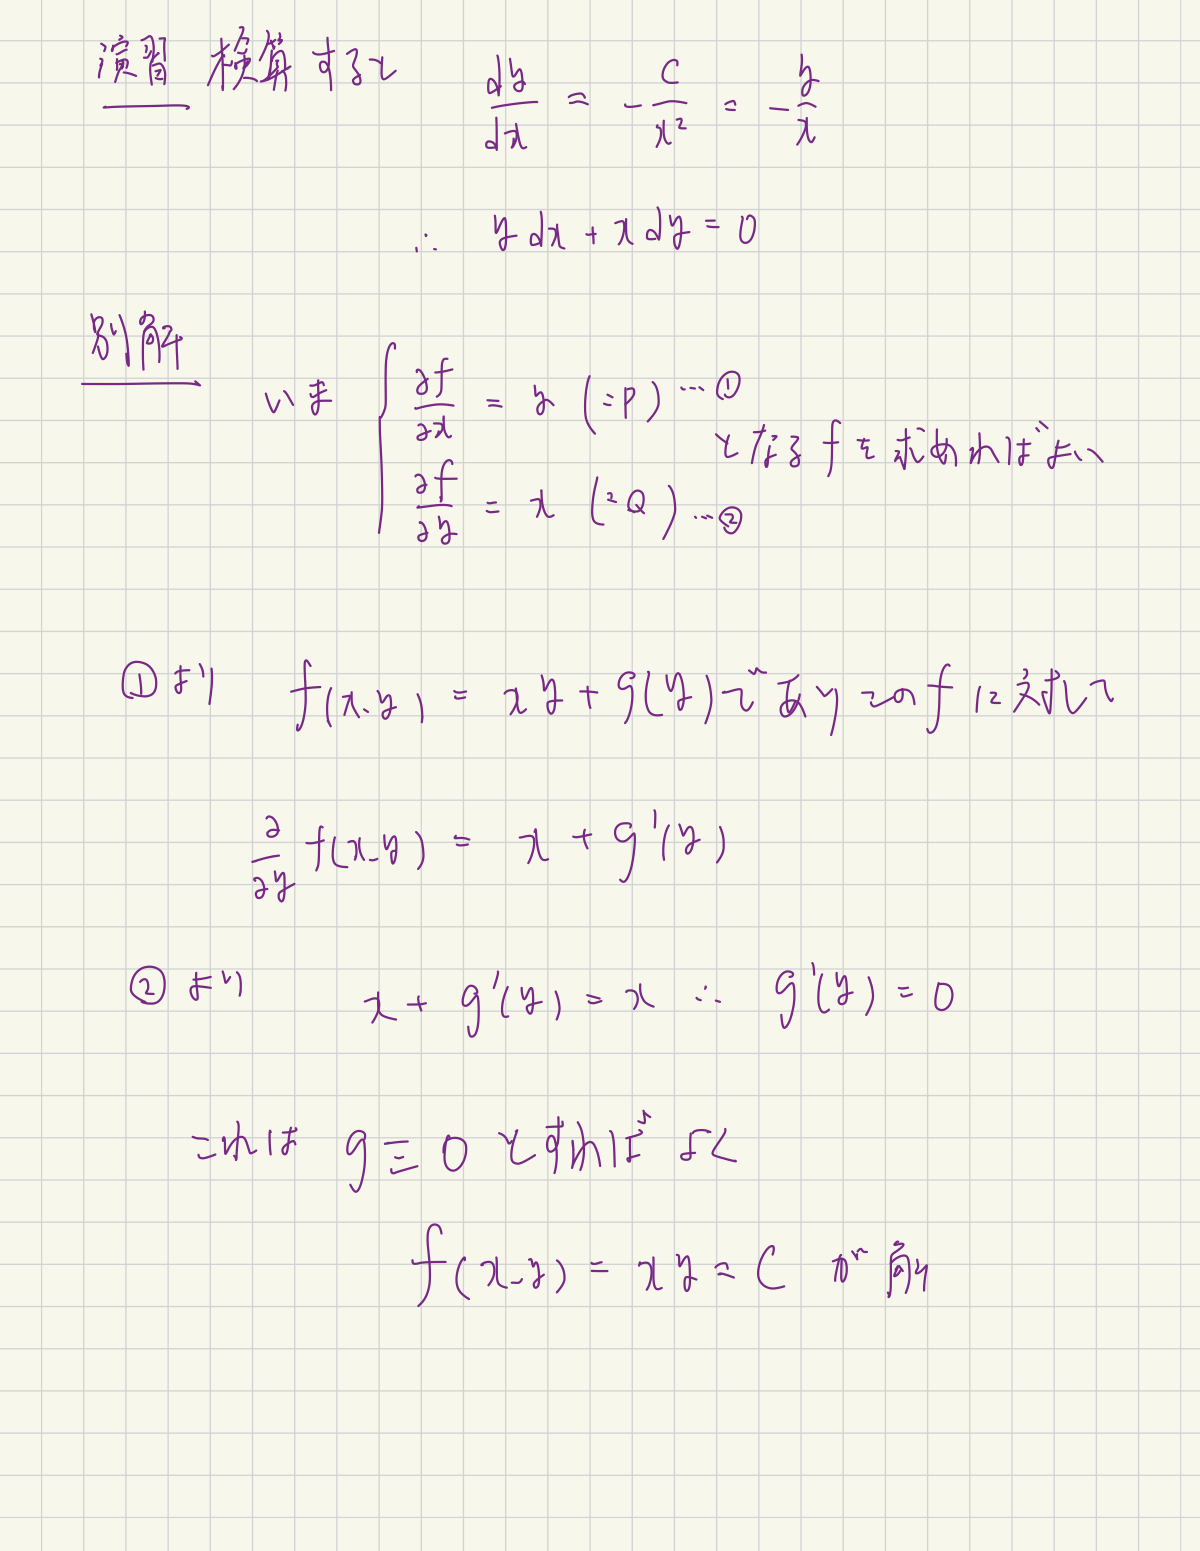 演習 検算すると dy/dx = -C/x² = -y/x
∴ y dx + x dy = 0
別解
いま { ∂f/∂x = y (=P) … ①
となる f を求めればよい
∂f/∂y = x (=Q) … ②
①より f(x,y) = xy + g(y) であり このfに対して
∂/∂y f(x,y) = x + g'(y)
②より x + g'(y) = x ∴ g'(y) = 0
これは g ≡ 0 とすればよく
f(x,y) = xy = C が解